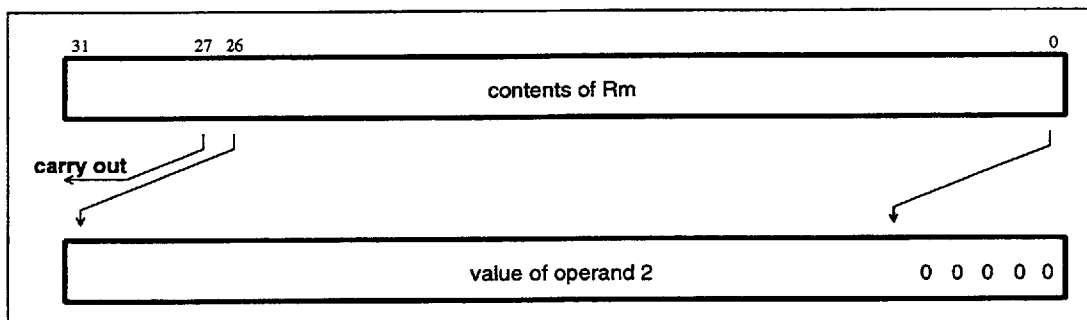 31 27 26 0
contents of Rm
carry out
value of operand 2 0 0 0 0 0